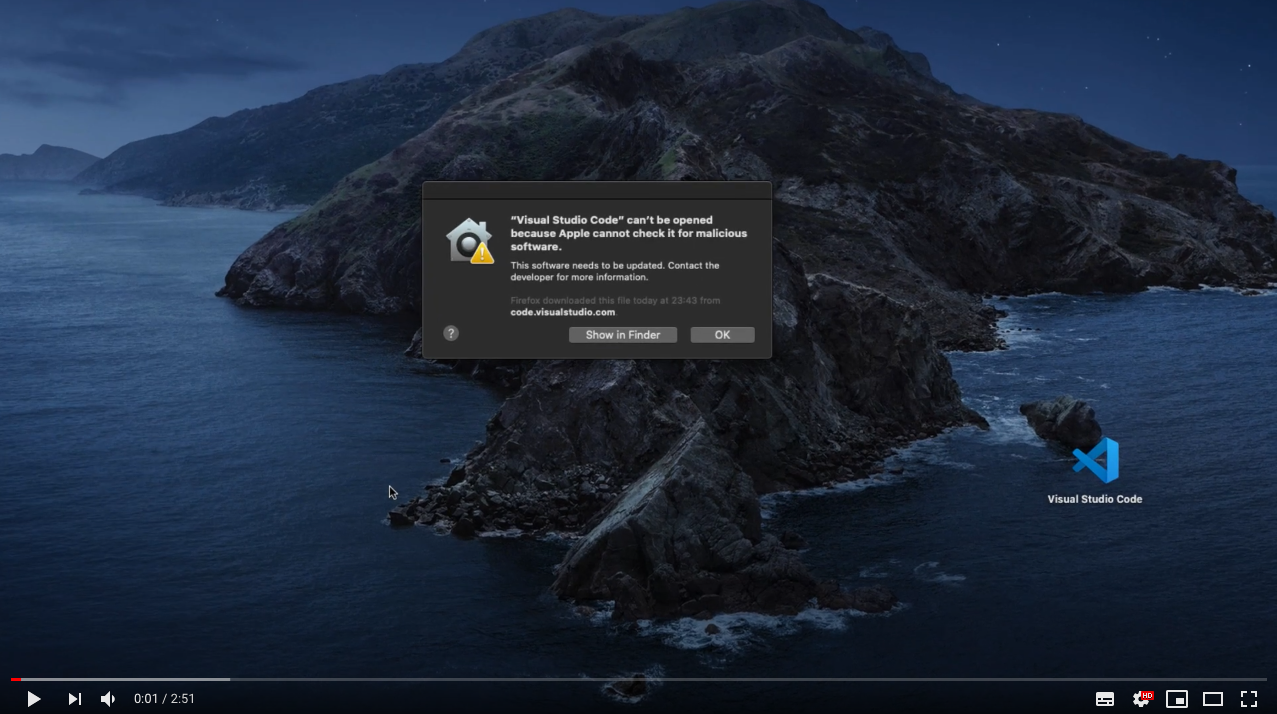 "Visual Studio Code" can't be opened
because Apple cannot check it for malicious
software.
This software needs to be updated. Contact the
developer for more information.
Firefox downloaded this file today at 23:43 from
code.visualstudio.com.
?
Show in Finder
OK
Visual Studio Code
0:01 / 2:51
HD